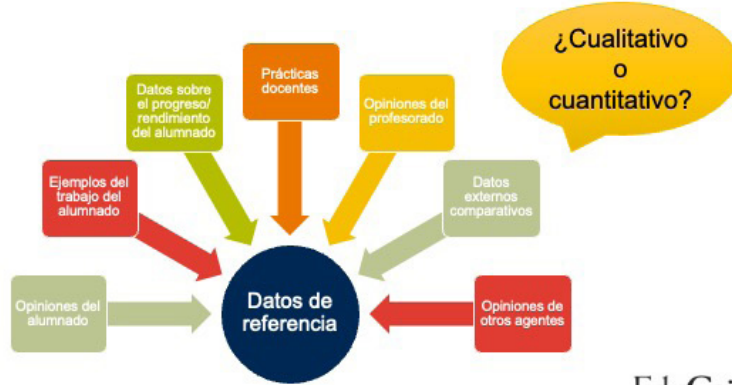 ¿Cualitativo
o
cuantitativo?
Prácticas
docentes
Datos sobre
el progreso/
rendimiento
del alumnado
Opiniones del
profesorado
Ejemplos del
trabajo del
alumnado
Datos
externos
comparativos
Opiniones del
alumnado
Datos de
referencia
Opiniones de
otros agentes